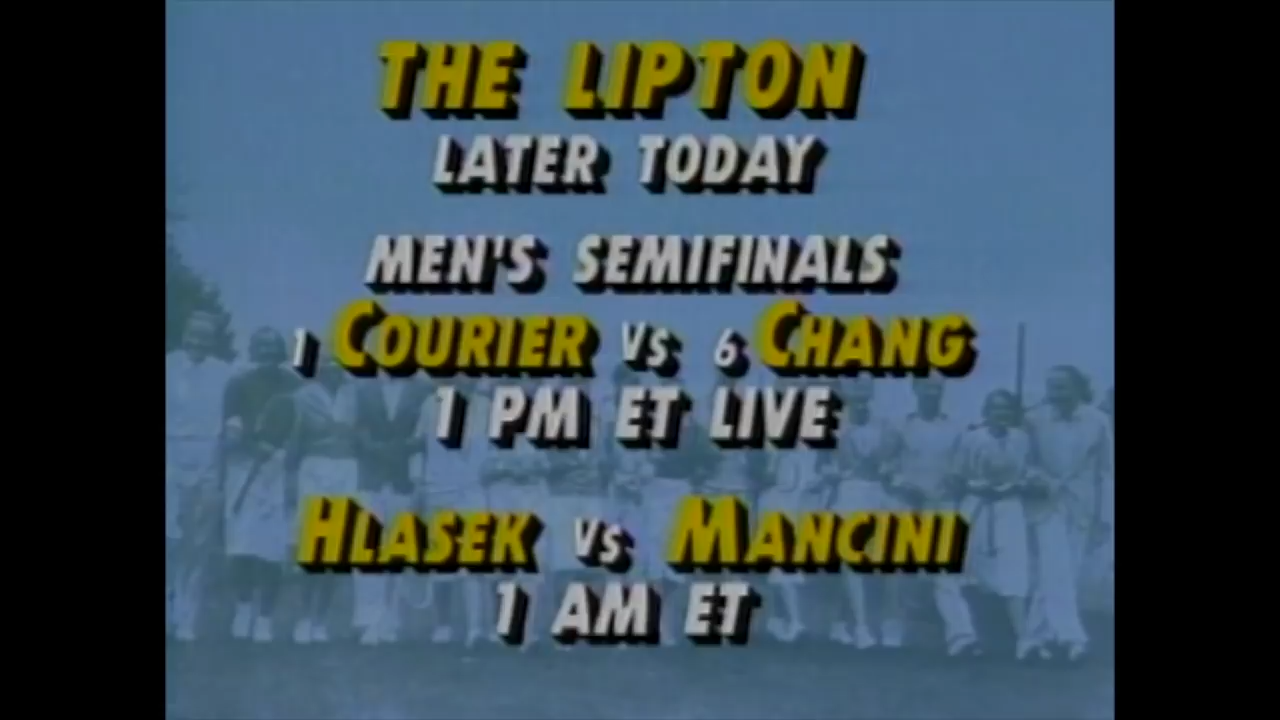 THE LIPTON
LATER TODAY
MEN'S SEMIFINALS
1 COURIER VS 6 CHANG
1 PM ET LIVE
HLASEK VS MANCINI
1 AM ET